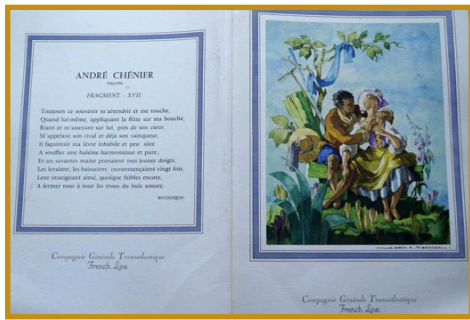 ANDRÉ CHÉNIER
FRAGMENT - XVII
Toujours ce souvenir m'attendrit et me touche,
Quand lui-même, appliquant la flûte sur ma bouche,
Riant et m'asseyant sur lui, près de son cœur,
M'appelant son rival et déjà son vainqueur,
Il façonnait ma lèvre inhabile et peu sûre
A souffler une haleine harmonieuse et pure;
Et ses savantes mains prenaient mes jeunes doigts,
Les levaient, les baissaient, recommençaient vingt fois,
Leur enseignant ainsi, quoique faibles encore,
A fermer tour à tour les trous du buis sonore.
BUCOLIQUES
Compagnie Générale Transatlantique
French Line
Compagnie Générale Transatlantique
French Line